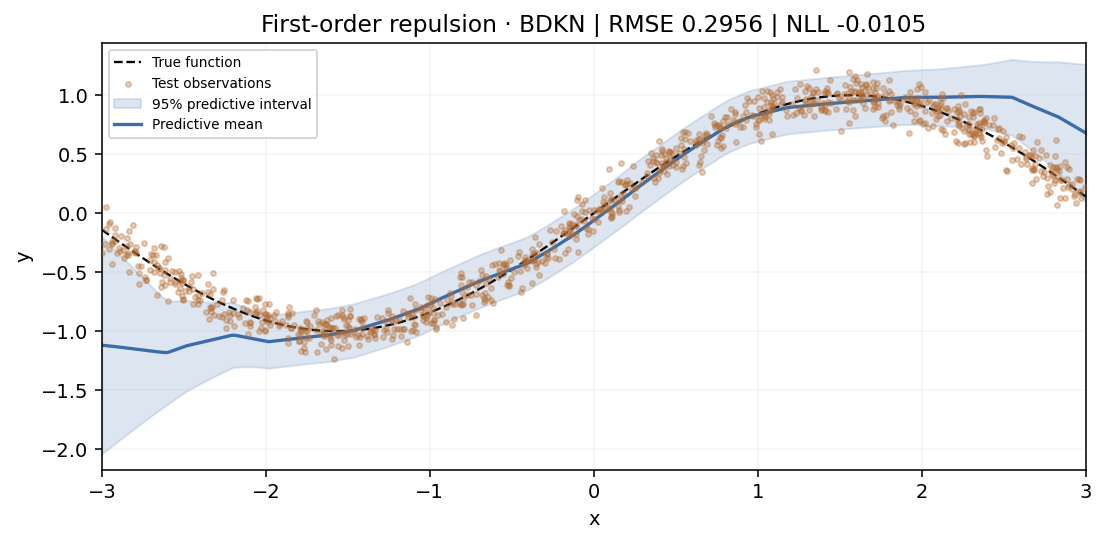 First-order repulsion · BDKN | RMSE 0.2956 | NLL -0.0105
True function
Test observations
95% predictive interval
Predictive mean
y
1.0
0.5
0.0
−0.5
−1.0
−1.5
−2.0
−3
−2
−1
0
1
2
3
x